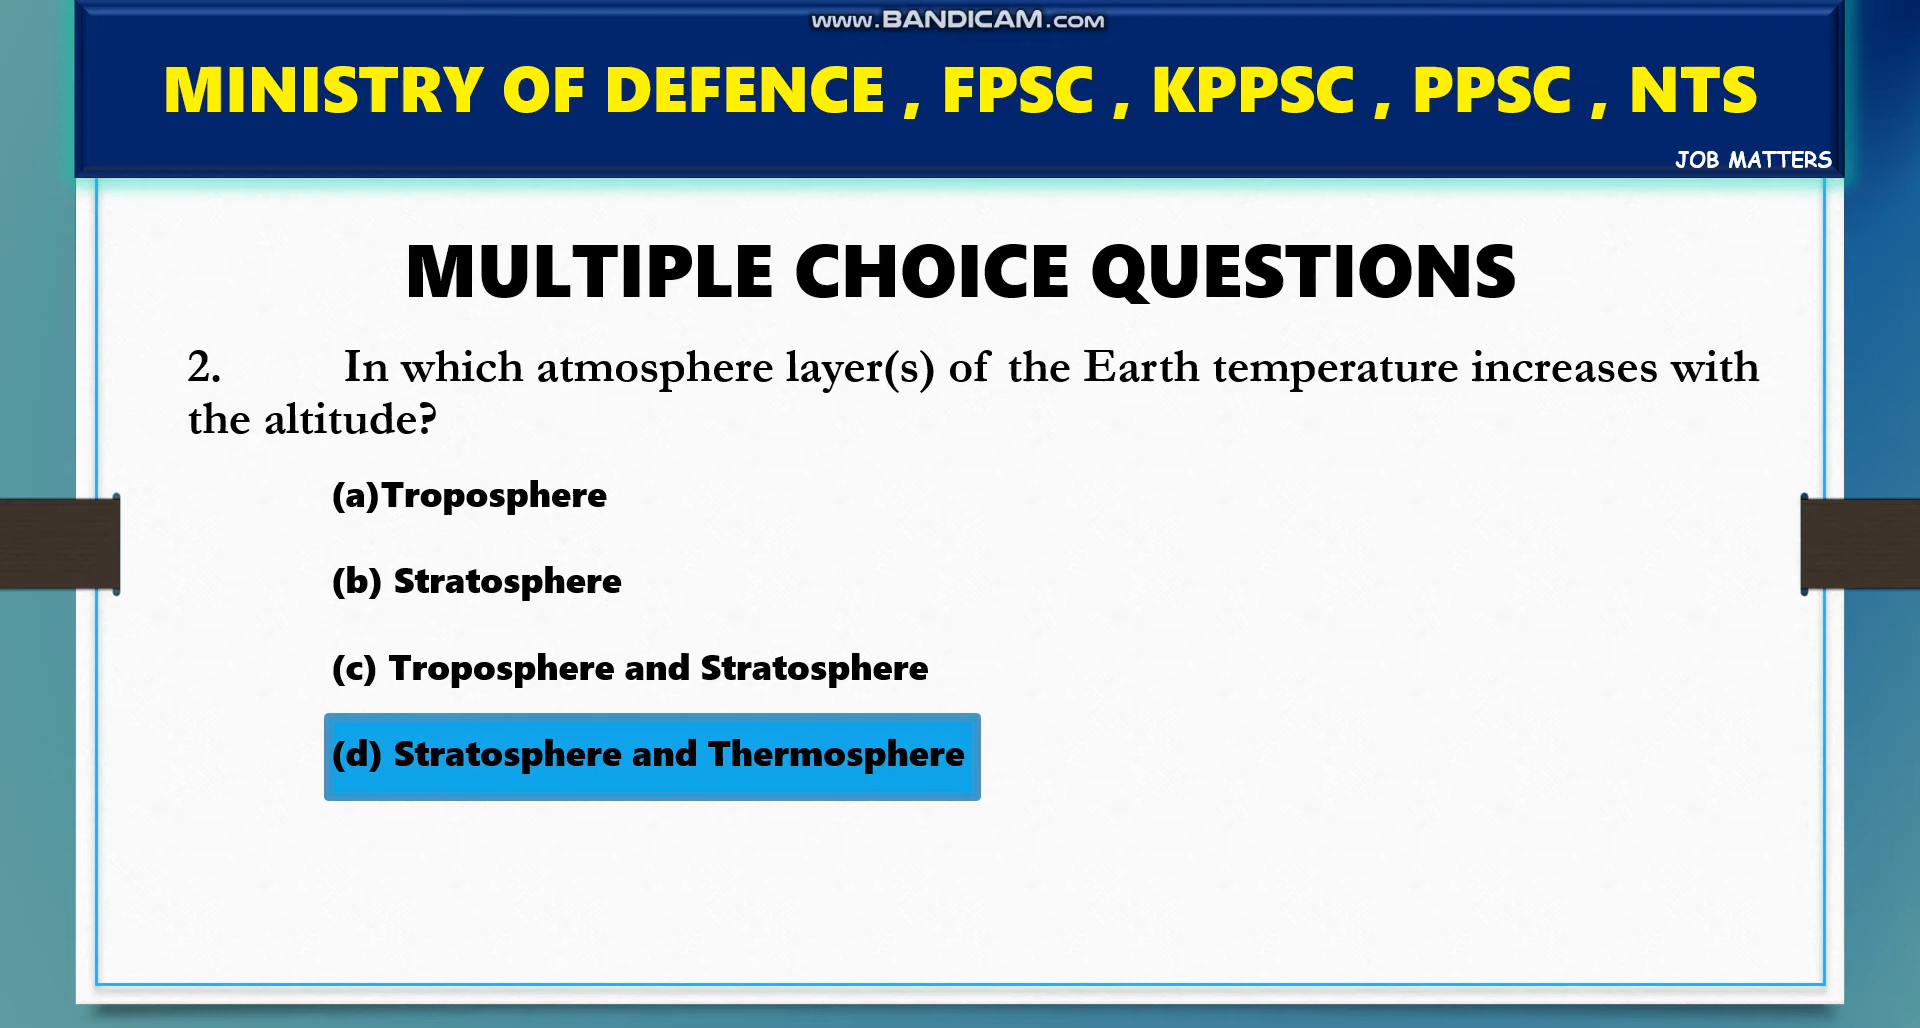 www.BANDICAM.com
MINISTRY OF DEFENCE , FPSC , KPPSC , PPSC , NTS
JOB MATTERS
MULTIPLE CHOICE QUESTIONS
2. In which atmosphere layer(s) of the Earth temperature increases with
the altitude?
(a)Troposphere
(b) Stratosphere
(c) Troposphere and Stratosphere
(d) Stratosphere and Thermosphere